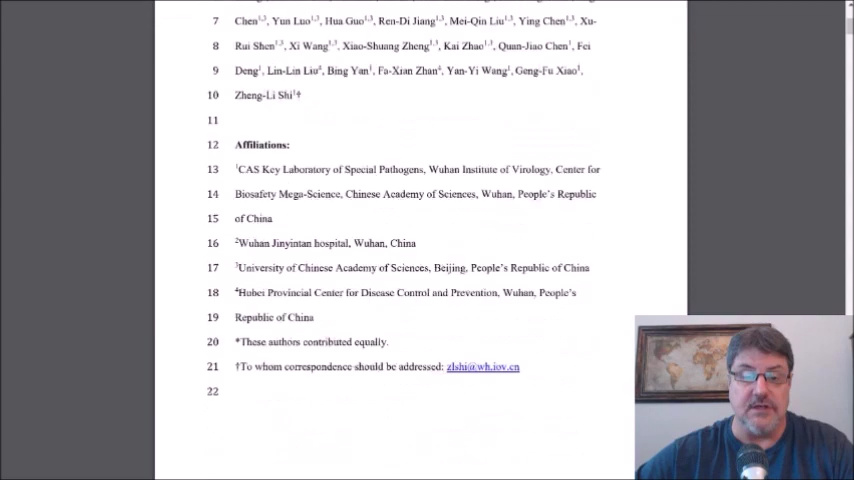 7 Chen1,3, Yun Luo1,3, Hua Guo1,3, Ren-Di Jiang1,3, Mei-Qin Liu1,3, Ying Chen1,3, Xu-
8 Rui Shen1,3, Xi Wang1,3, Xiao-Shuang Zheng1,3, Kai Zhao1,3, Quan-Jiao Chen1, Fei
9 Deng1, Lin-Lin Liu4, Bing Yan1, Fa-Xian Zhan4, Yan-Yi Wang1, Geng-Fu Xiao1,
10 Zheng-Li Shi1†
11
12 Affiliations:
13 1CAS Key Laboratory of Special Pathogens, Wuhan Institute of Virology, Center for
14 Biosafety Mega-Science, Chinese Academy of Sciences, Wuhan, People's Republic
15 of China
16 2Wuhan Jinyintan hospital, Wuhan, China
17 3University of Chinese Academy of Sciences, Beijing, People's Republic of China
18 4Hubei Provincial Center for Disease Control and Prevention, Wuhan, People's
19 Republic of China
20 *These authors contributed equally.
21 †To whom correspondence should be addressed: zlshi@wh.iov.cn
22